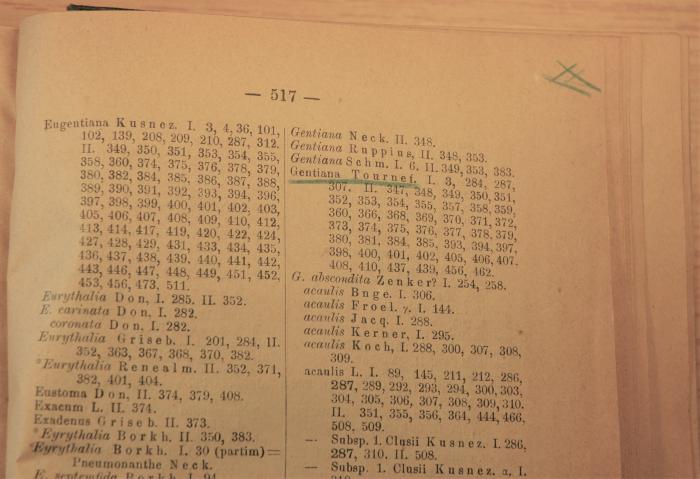 — 517 —
Eugentiana Kusnez. I. 3, 4, 36, 101,
102, 139, 208, 209, 210, 287, 312.
II. 349, 350, 351, 353, 354, 355,
358, 360, 374, 375, 376, 378, 379,
380, 382, 384, 385, 386, 387, 388,
389, 390, 391, 392, 393, 394, 396,
397, 398, 399, 400, 401, 402, 403,
405, 406, 407, 408, 409, 410, 412,
413, 414, 417, 419, 420, 422, 424,
427, 428, 429, 431, 433, 434, 435,
436, 437, 438, 439, 440, 441, 442,
443, 446, 447, 448, 449, 451, 452,
453, 456, 473, 511.
Eurythalia Don, I. 285. II. 352.
E. carinata Don, I. 282.
coronata Don, I. 282.
Eurythalia Griseb. I. 201, 284, II.
352, 363, 367, 368, 370, 382.
*Eurythalia Renealm. II. 352, 371,
382, 401, 404.
Eustoma Don, II. 374, 379, 408.
Exacum L. II. 374.
Exadenus Griseb. II. 373.
*Eyrythalia Borkh. II. 350, 383.
*Eyrythalia Borkh. I. 30 (partim)=
Pneumonanthe Neck.
E. septemfida Borkh. I. 94.
Gentiana Neck. II. 348.
Gentiana Ruppius, II. 348, 353.
Gentiana Schm. I. 6. II. 349, 353, 383.
Gentiana Tournef. I. 3, 284, 287,
307. II. 347, 348, 349, 350, 351,
352, 353, 354, 355, 357, 358, 359,
360, 366, 368, 369, 370, 371, 372,
373, 374, 375, 376, 377, 378, 379,
380, 381, 384, 385, 393, 394, 397,
398, 400, 401, 402, 405, 406, 407,
408, 410, 437, 439, 456, 462.
G. abscondita Zenker? I. 254, 258.
acaulis Bnge. I. 306.
acaulis Froel. γ. I. 144.
acaulis Jacq. I. 288.
acaulis Kerner, I. 295.
acaulis Koch, I. 288, 300, 307, 308,
309.
acaulis L. I. 89, 145, 211, 212, 286,
287, 289, 292, 293, 294, 300, 303,
304, 305, 306, 307, 308, 309, 310.
II. 351, 355, 356, 364, 444, 466,
508, 509.
— Subsp. 1. Clusii Kusnez. I. 286,
287, 310. II. 508.
— Subsp. 1. Clusii Kusnez. α. I.